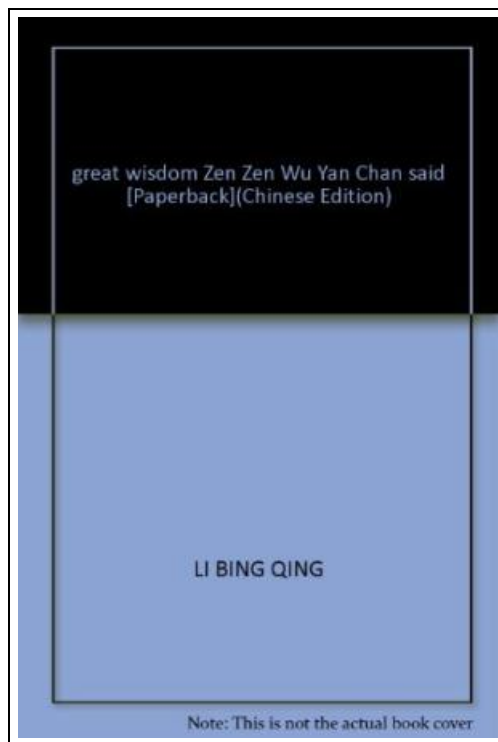 great wisdom Zen Zen Wu Yan Chan said
[Paperback](Chinese Edition)
LI BING QING
Note: This is not the actual book cover